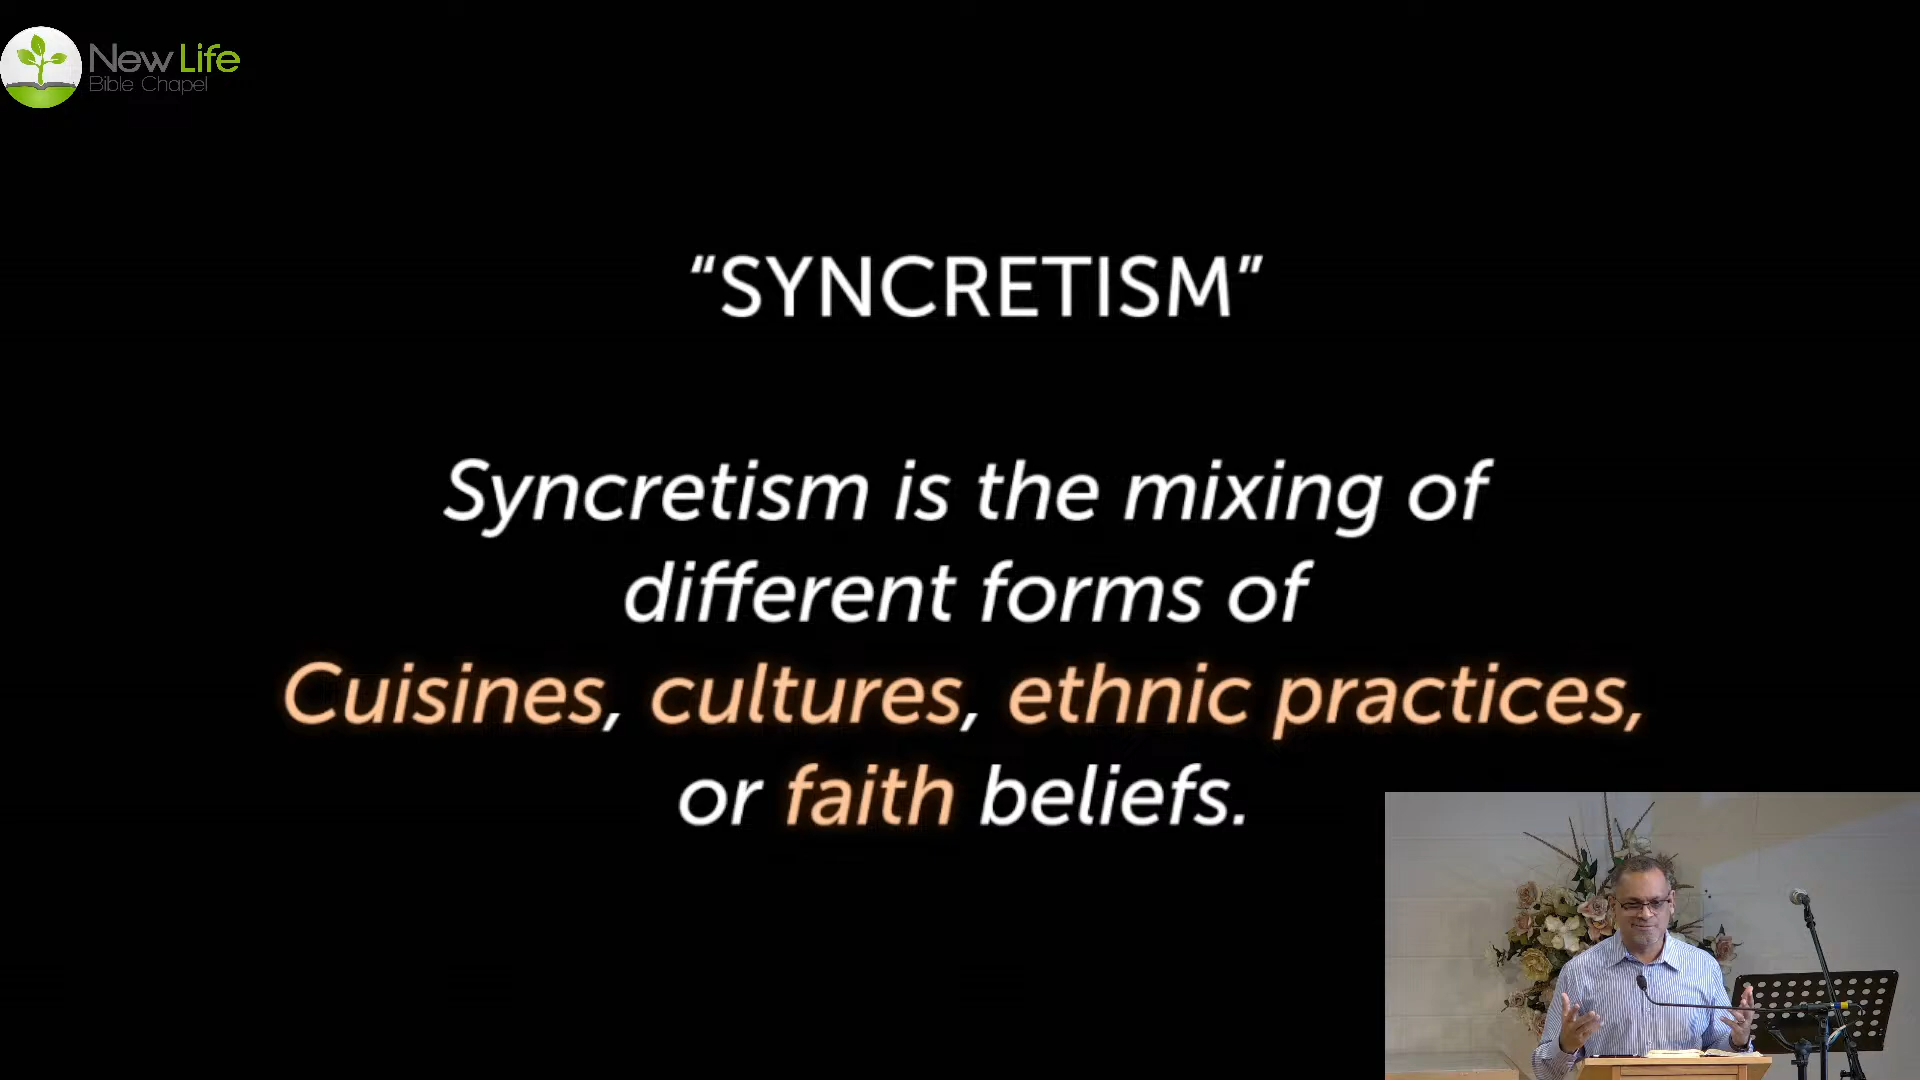 New Life
Bible Chapel
“SYNCRETISM”
Syncretism is the mixing of
different forms of
Cuisines, cultures, ethnic practices,
or faith beliefs.